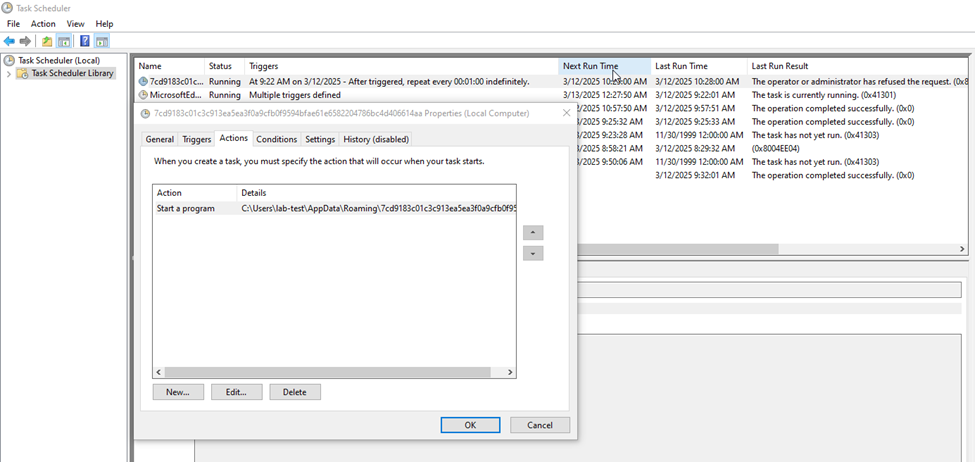 Task Scheduler
File Action View Help
Task Scheduler (Local)
Task Scheduler Library
Name Status Triggers Next Run Time Last Run Time Last Run Result
7cd9183c01c... Running At 9:22 AM on 3/12/2025 - After triggered, repeat every 00:01:00 indefinitely. 3/12/2025 10:29:00 AM 3/12/2025 10:28:00 AM The operator or administrator has refused the request. (0x8
MicrosoftEd... Running Multiple triggers defined 3/13/2025 12:27:50 AM 3/12/2025 9:22:01 AM The task is currently running. (0x41301)
2025 10:57:50 AM 3/12/2025 9:57:51 AM The operation completed successfully. (0x0)
2025 9:25:32 AM 3/12/2025 9:25:33 AM The operation completed successfully. (0x0)
2025 9:23:28 AM 11/30/1999 12:00:00 AM The task has not yet run. (0x41303)
2025 8:58:21 AM 3/12/2025 8:29:32 AM (0x8004EE04)
2025 9:50:06 AM 11/30/1999 12:00:00 AM The task has not yet run. (0x41303)
3/12/2025 9:32:01 AM The operation completed successfully. (0x0)
7cd9183c01c3c913ea5ea3f0a9cfb0f9594bfae61e6582204786bc4d406614aa Properties (Local Computer)
General Triggers Actions Conditions Settings History (disabled)
When you create a task, you must specify the action that will occur when your task starts.
Action Details
Start a program C:\Users\lab-test\AppData\Roaming\7cd9183c01c3c913ea5ea3f0a9cfb0f95
New... Edit... Delete
OK Cancel